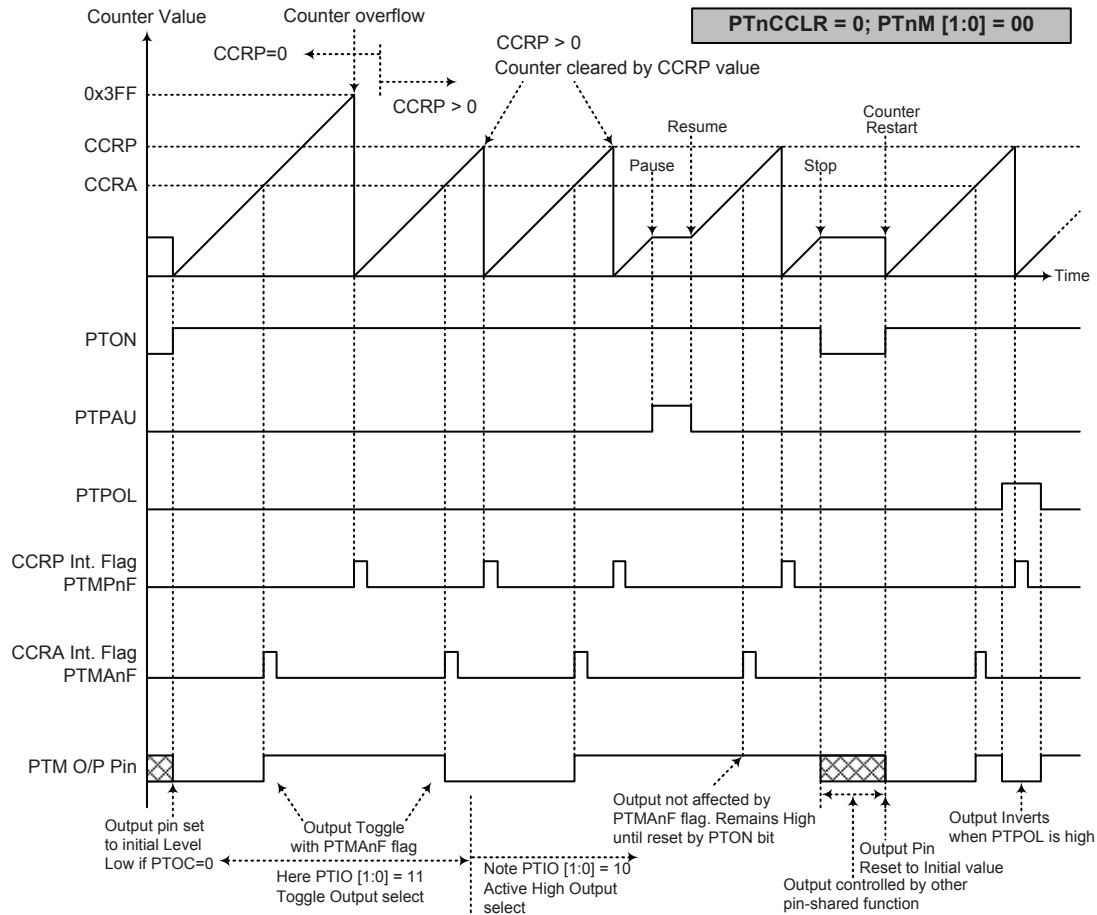 Counter Value
Counter overflow
PTnCCLR = 0; PTnM [1:0] = 00
CCRP=0
CCRP > 0
CCRP > 0
Counter cleared by CCRP value
0x3FF
CCRP
CCRA
Pause
Resume
Stop
Counter
Restart
Time
PTON
PTPAU
PTPOL
CCRP Int. Flag
PTMPnF
CCRA Int. Flag
PTMAnF
PTM O/P Pin
Output pin set
to initial Level
Low if PTOC=0
Output Toggle
with PTMAnF flag
Here PTIO [1:0] = 11
Toggle Output select
Note PTIO [1:0] = 10
Active High Output
select
Output not affected by
PTMAnF flag. Remains High
until reset by PTON bit
Output Pin
Reset to Initial value
Output controlled by other
pin-shared function
Output Inverts
when PTPOL is high